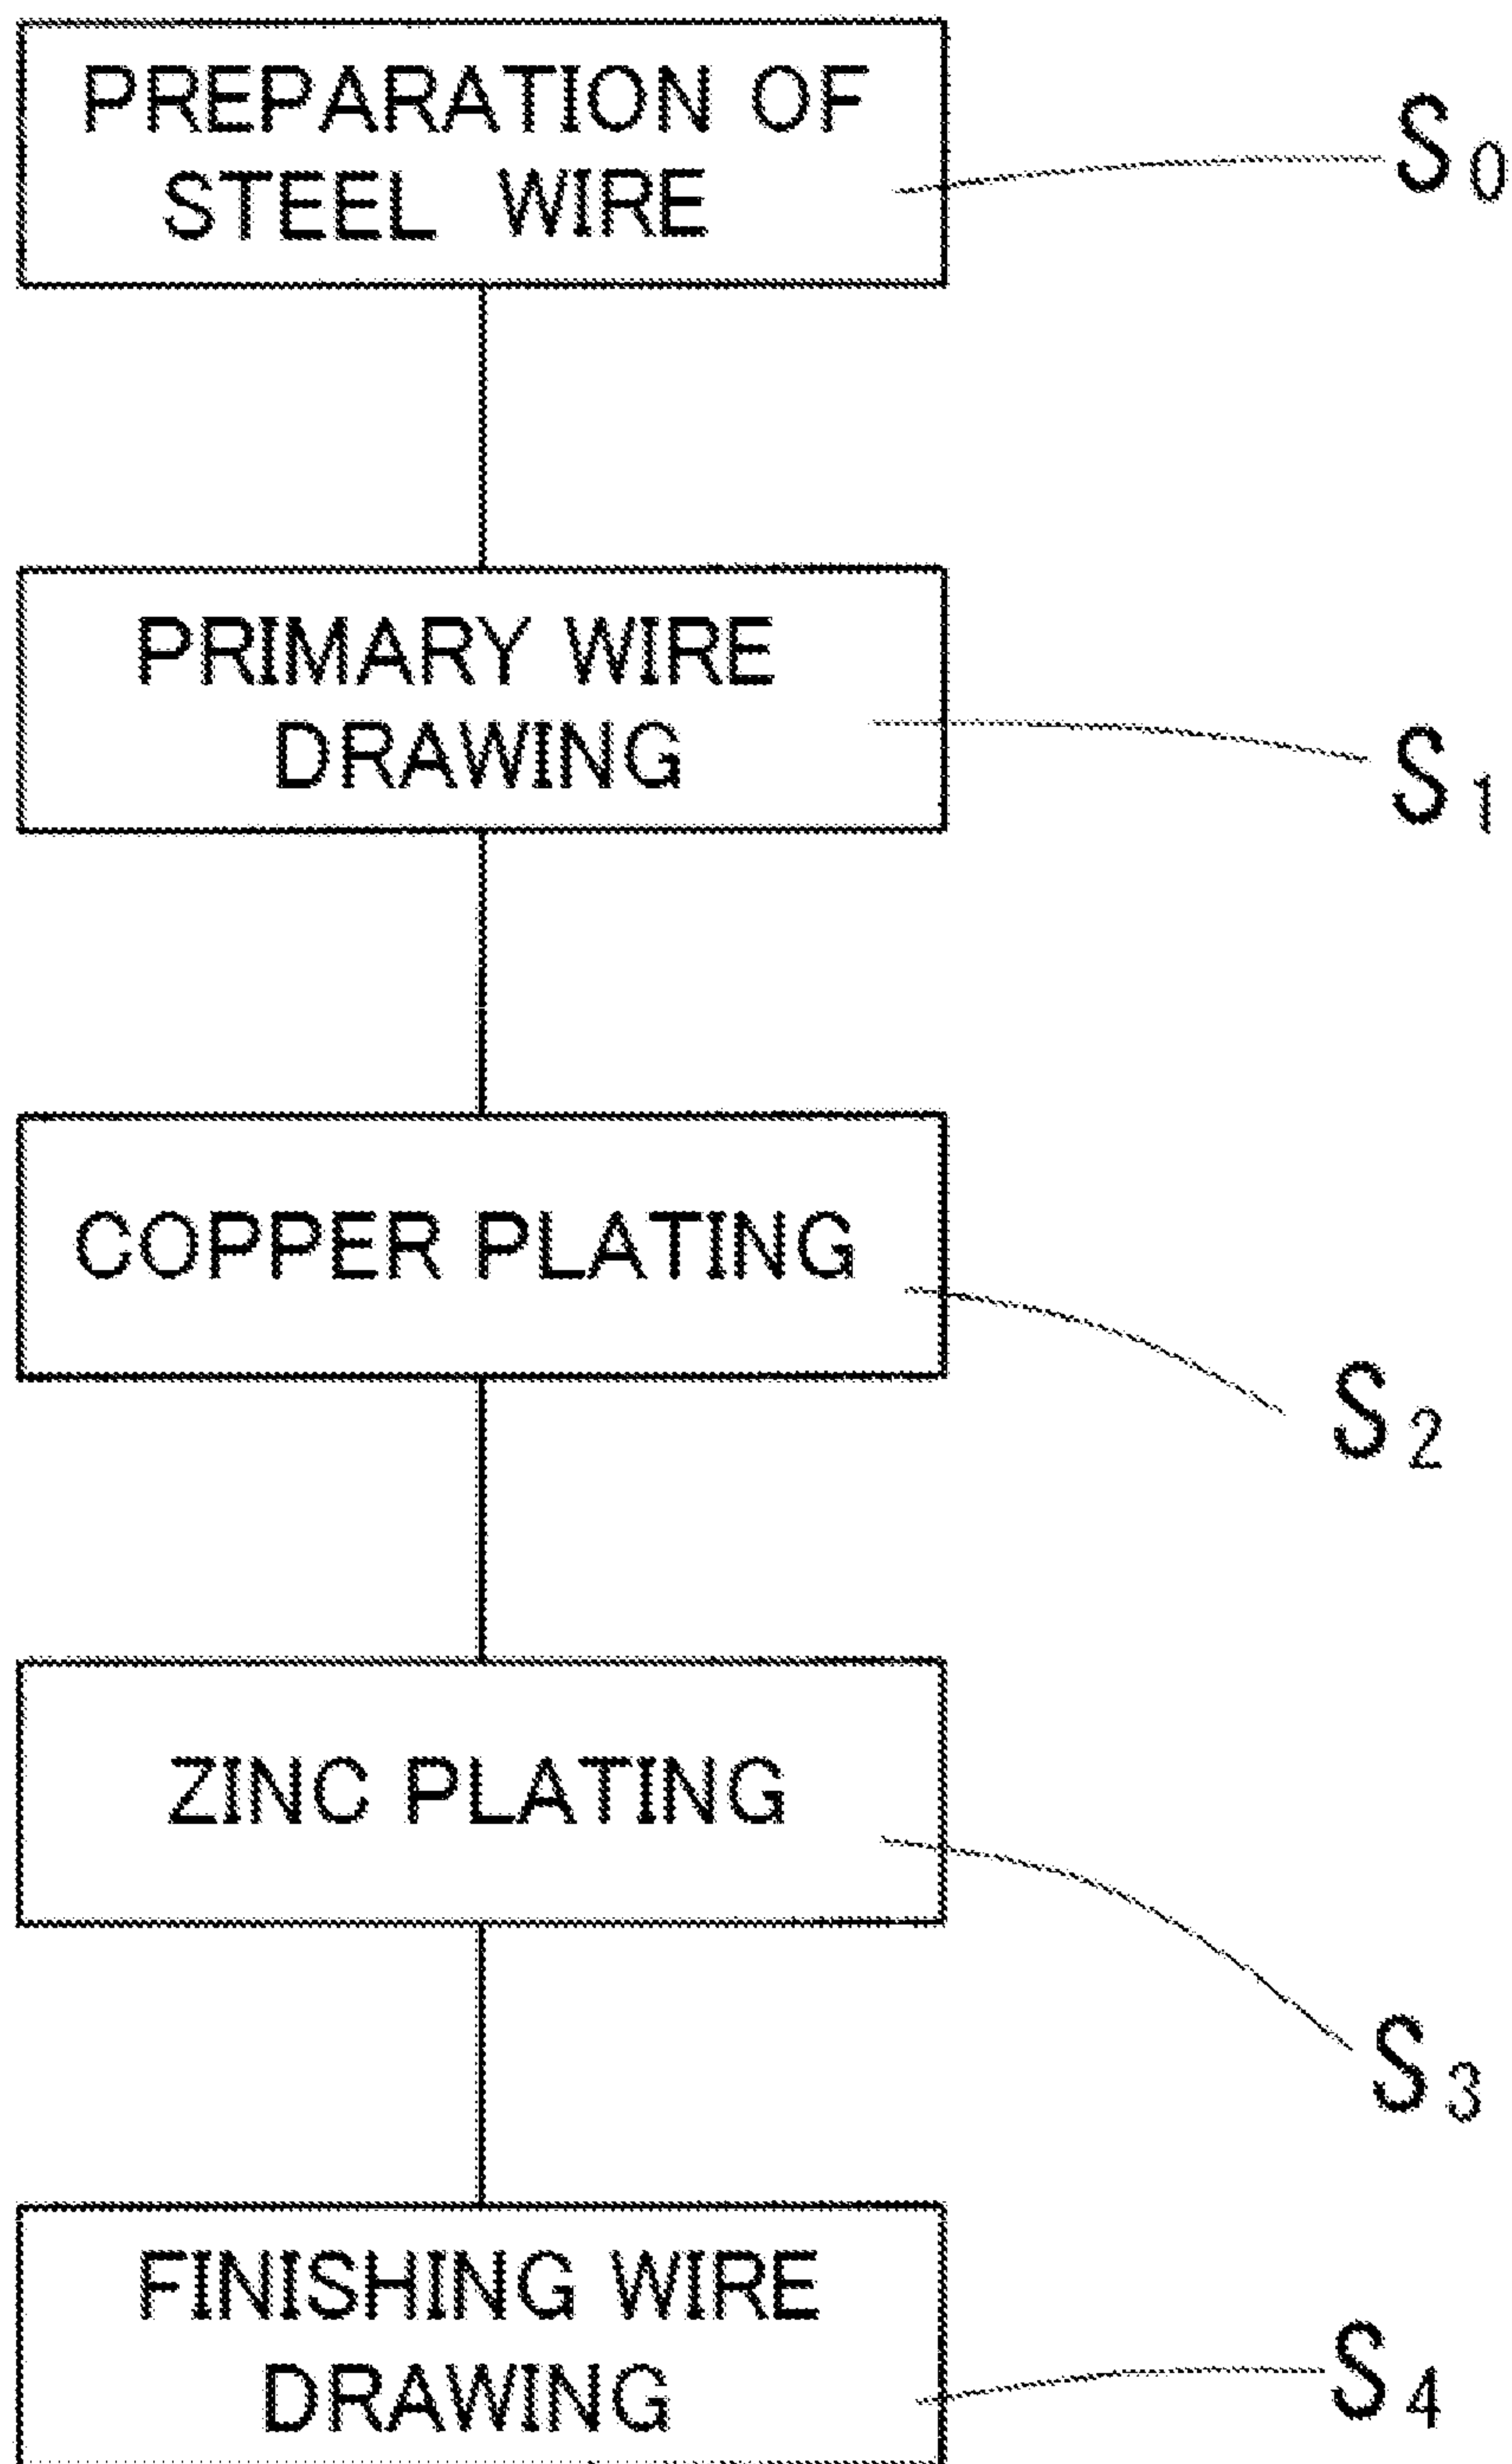 PREPARATION OF
STEEL WIRE
S0
PRIMARY WIRE
DRAWING
S1
COPPER PLATING
S2
ZINC PLATING
S3
FINISHING WIRE
DRAWING
S4